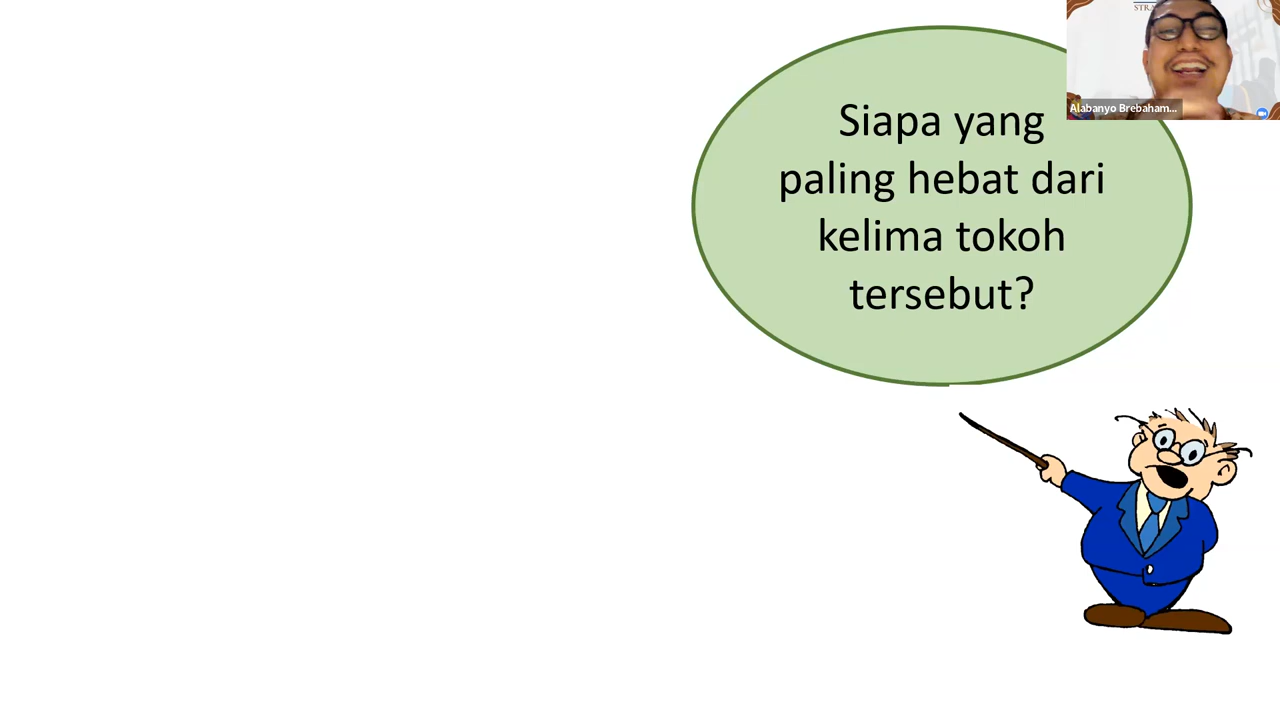 Siapa yang
paling hebat dari
kelima tokoh
tersebut?
Alabanyo Brebaham...